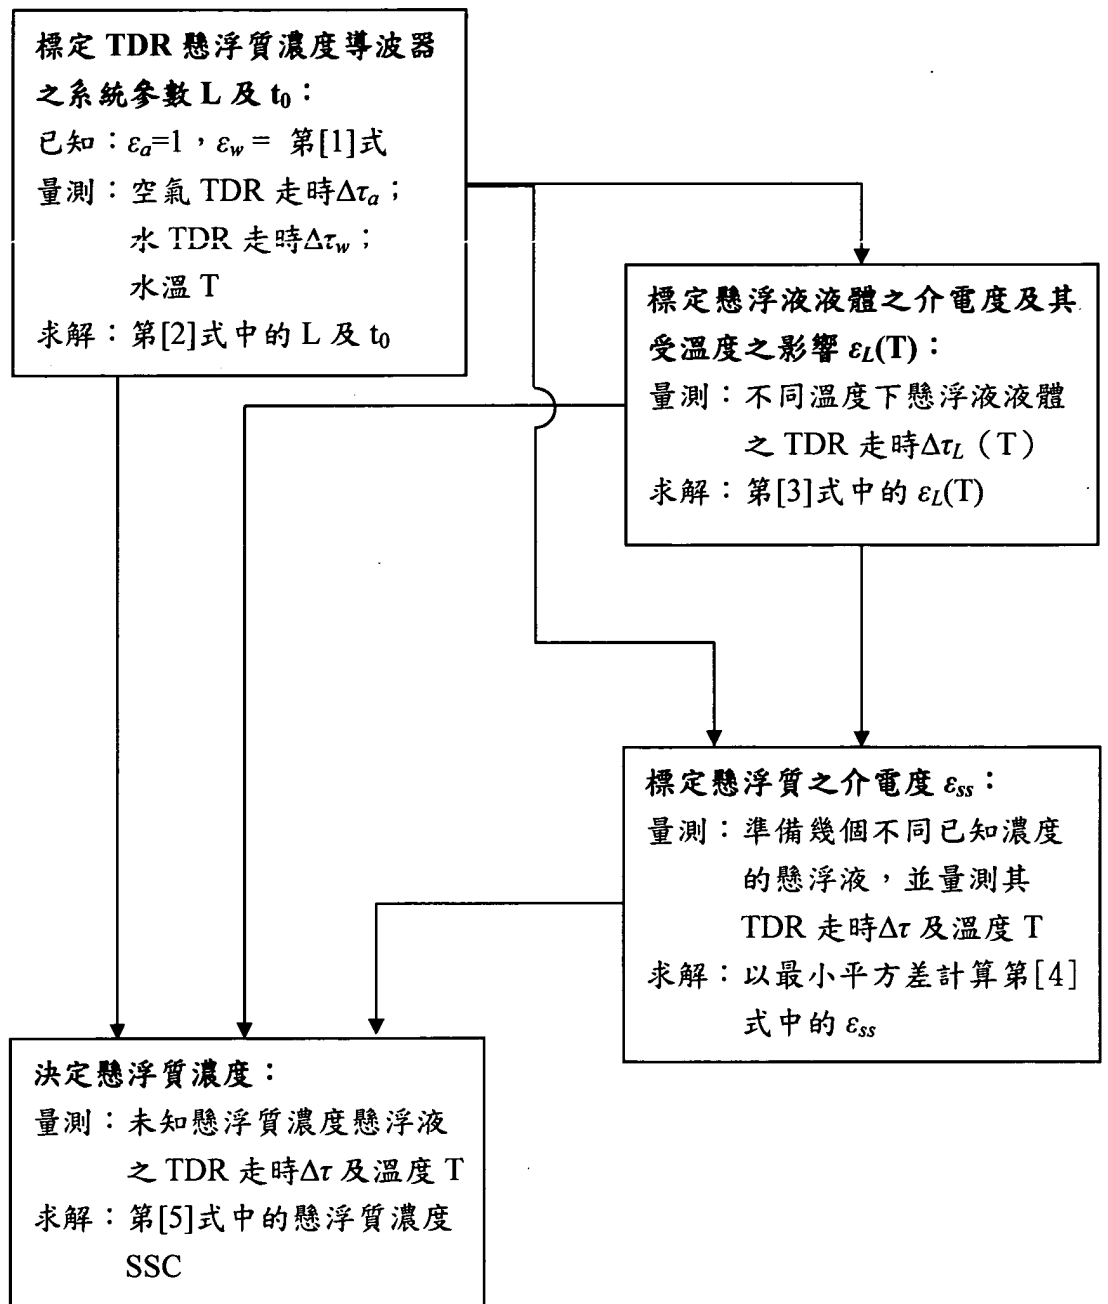 標定 TDR 懸浮質濃度導波器
之系統參數 L 及 t₀：
已知：εₐ=1，ε_w = 第[1]式
量測：空氣 TDR 走時Δτₐ；
水 TDR 走時Δτ_w；
水溫 T
求解：第[2]式中的 L 及 t₀
標定懸浮液液體之介電度及其
受溫度之影響 ε_L(T)：
量測：不同溫度下懸浮液液體
之 TDR 走時Δτ_L（T）
求解：第[3]式中的 ε_L(T)
標定懸浮質之介電度 ε_ss：
量測：準備幾個不同已知濃度
的懸浮液，並量測其
TDR 走時Δτ 及溫度 T
求解：以最小平方差計算第[4]
式中的 ε_ss
決定懸浮質濃度：
量測：未知懸浮質濃度懸浮液
之 TDR 走時Δτ 及溫度 T
求解：第[5]式中的懸浮質濃度
SSC